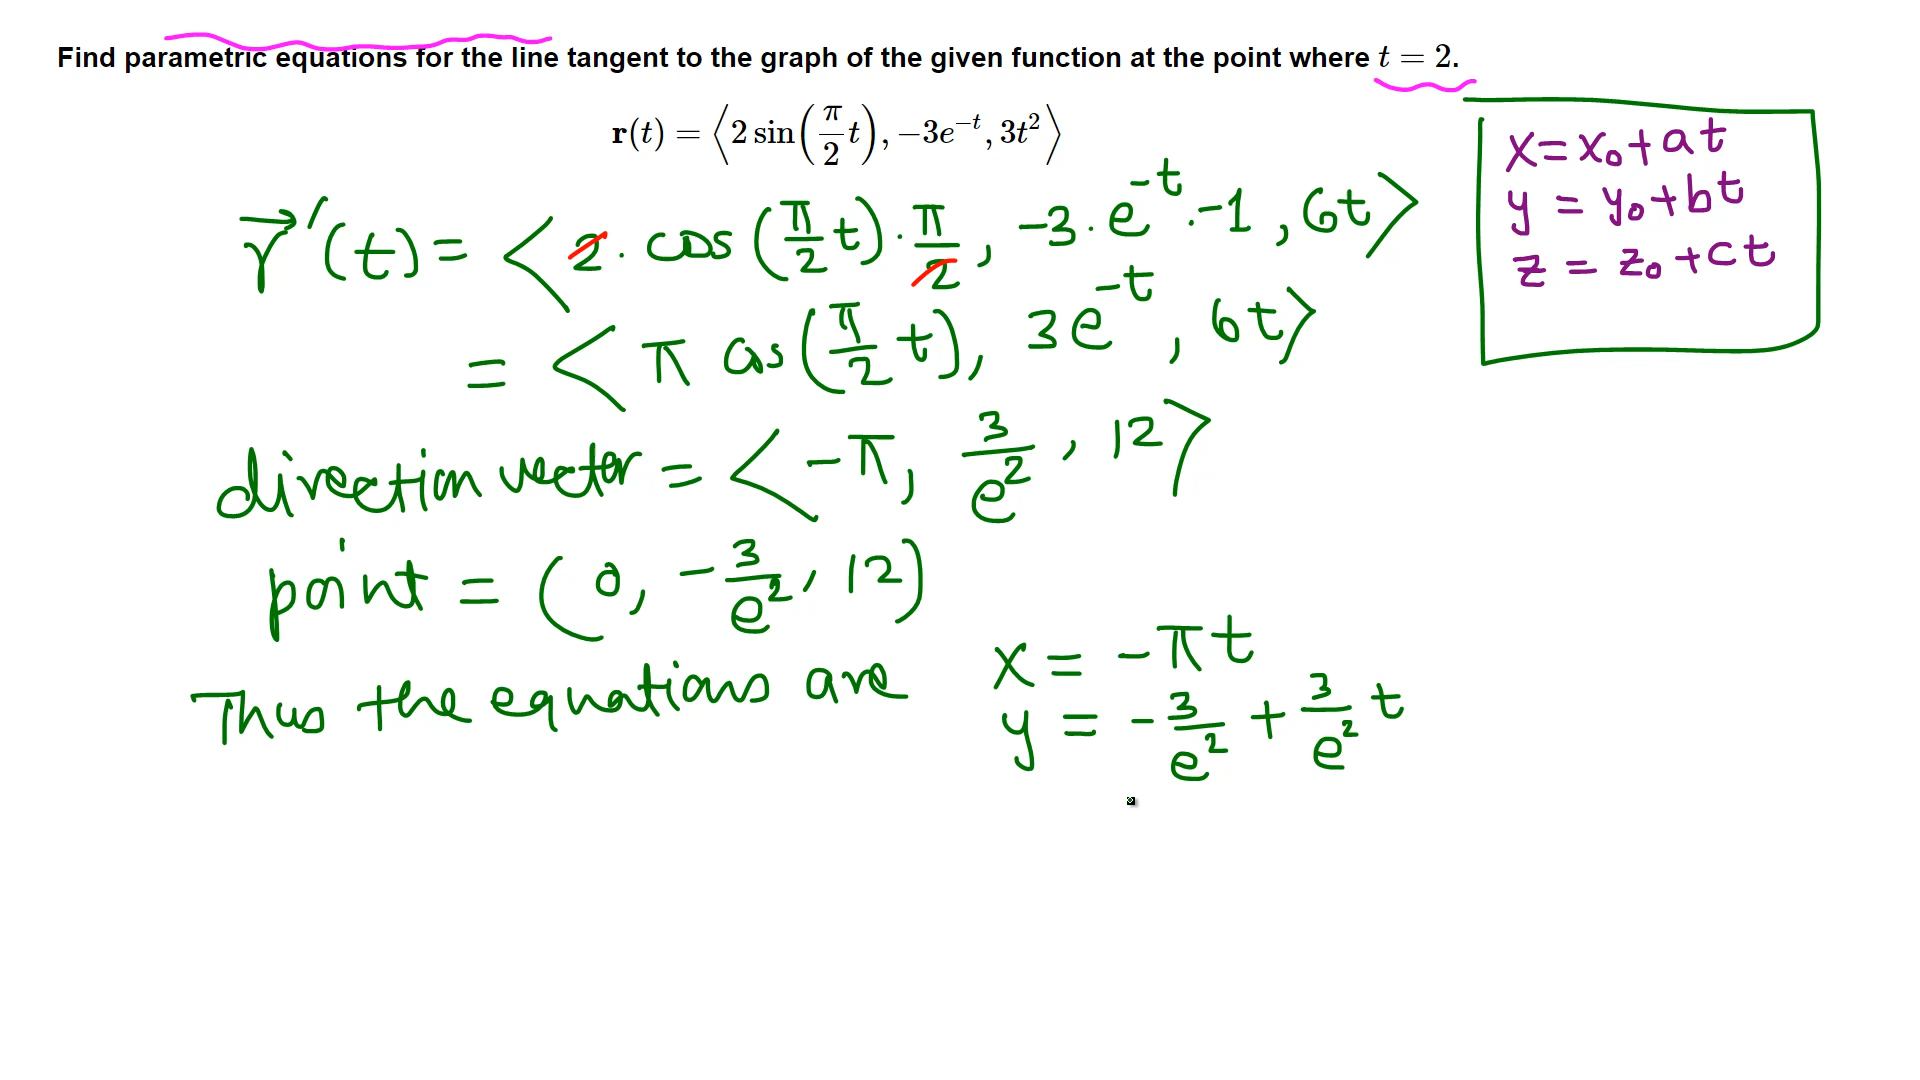 Find parametric equations for the line tangent to the graph of the given function at the point where t = 2.
r(t) = ⟨2 sin(π/2 t), −3e^{−t}, 3t²⟩
x = x₀ + at
y = y₀ + bt
z = z₀ + ct
r⃗'(t) = < 2 · cos(π/2 t) · π/2, −3 · e^{−t} · −1, 6t >
= < π cos(π/2 t), 3e^{−t}, 6t >
direction vector = < −π, 3/e², 12 >
point = (0, −3/e², 12)
Thus the equations are x = −πt
y = −3/e² + 3/e² t